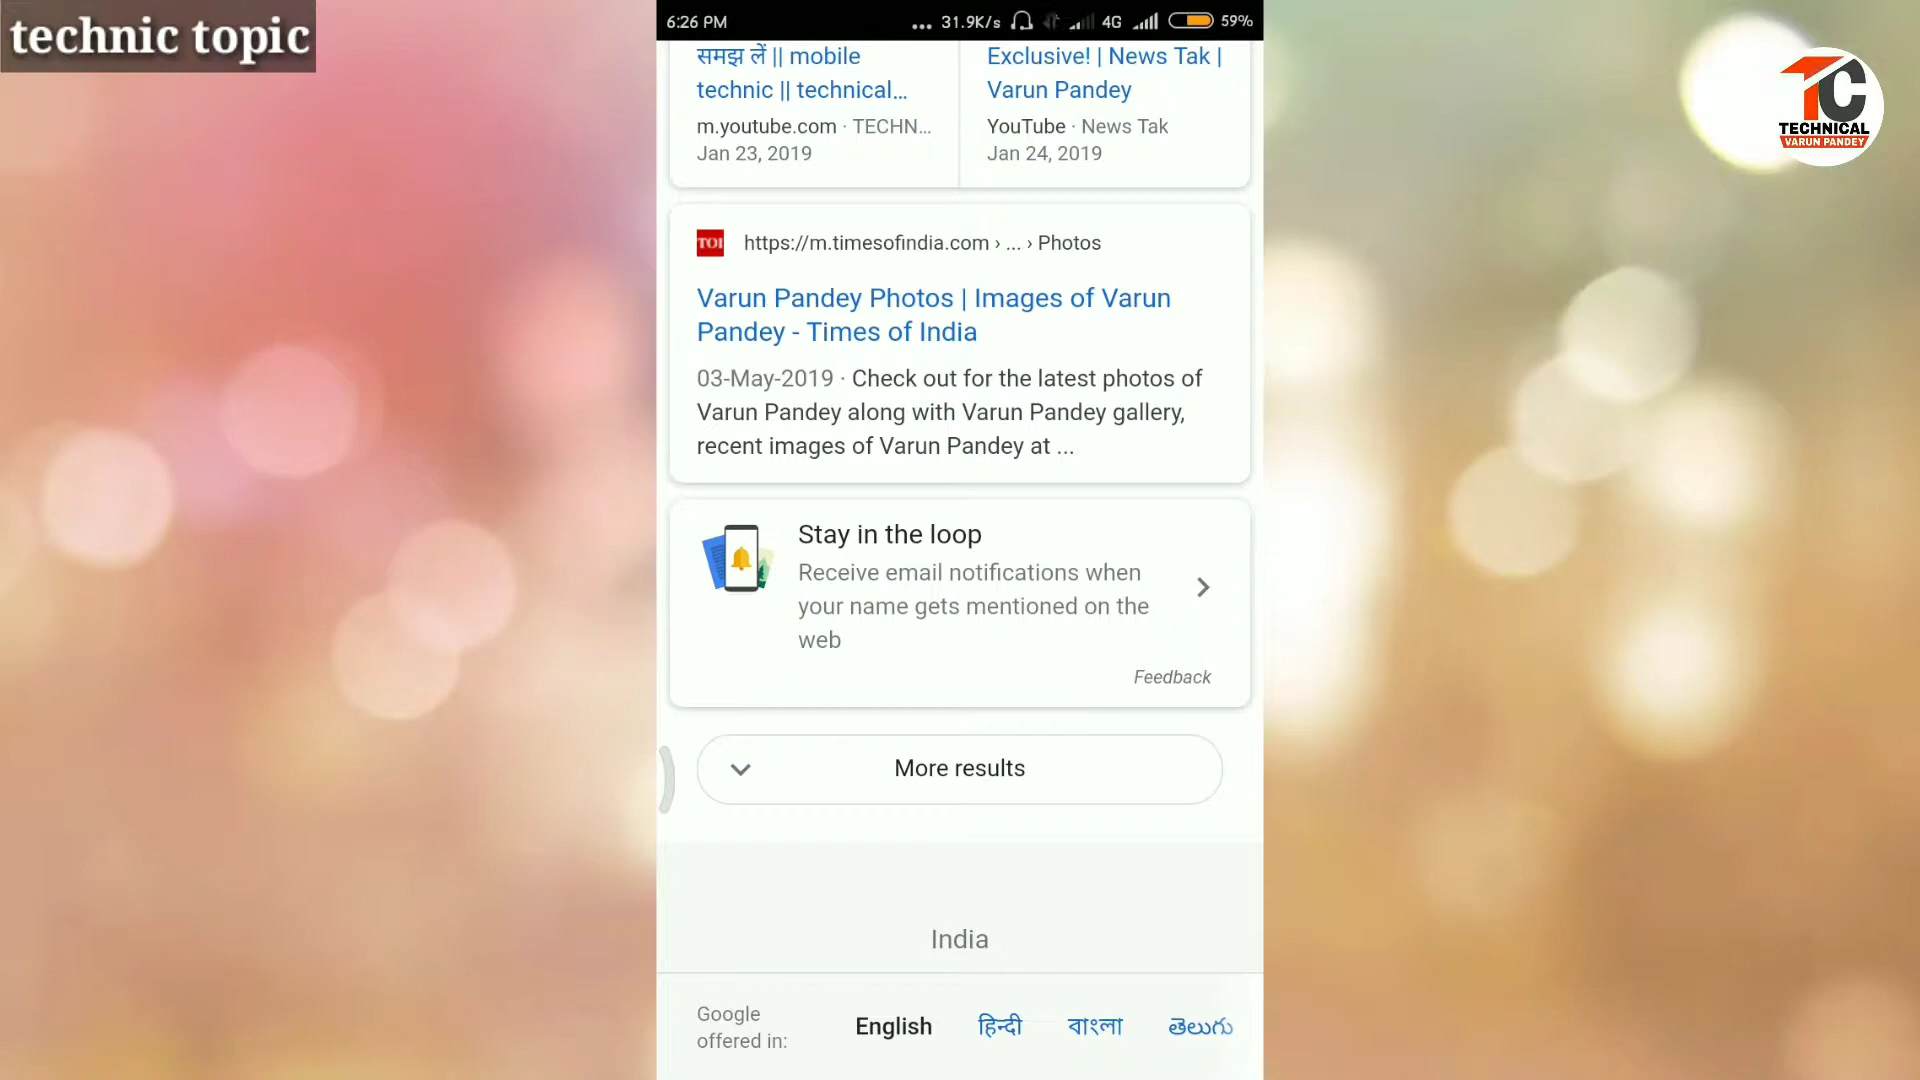 technic topic
6:26 PM ... 31.9K/s 4G 59%
समझ लें || mobile
technic || technical...
m.youtube.com · TECHN...
Jan 23, 2019
Exclusive! | News Tak |
Varun Pandey
YouTube · News Tak
Jan 24, 2019
TC
TECHNICAL
VARUN PANDEY
TOI
https://m.timesofindia.com › ... › Photos
Varun Pandey Photos | Images of Varun
Pandey - Times of India
03-May-2019 · Check out for the latest photos of
Varun Pandey along with Varun Pandey gallery,
recent images of Varun Pandey at ...
Stay in the loop
Receive email notifications when
your name gets mentioned on the
web
Feedback
More results
India
Google
offered in:
English हिन्दी বাংলা తెలుగు